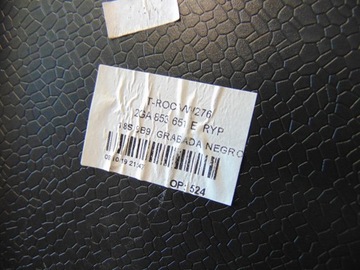 T-ROC VW276
2GA 853 651 E RYP
GRABADA NEGRO
OP: 524